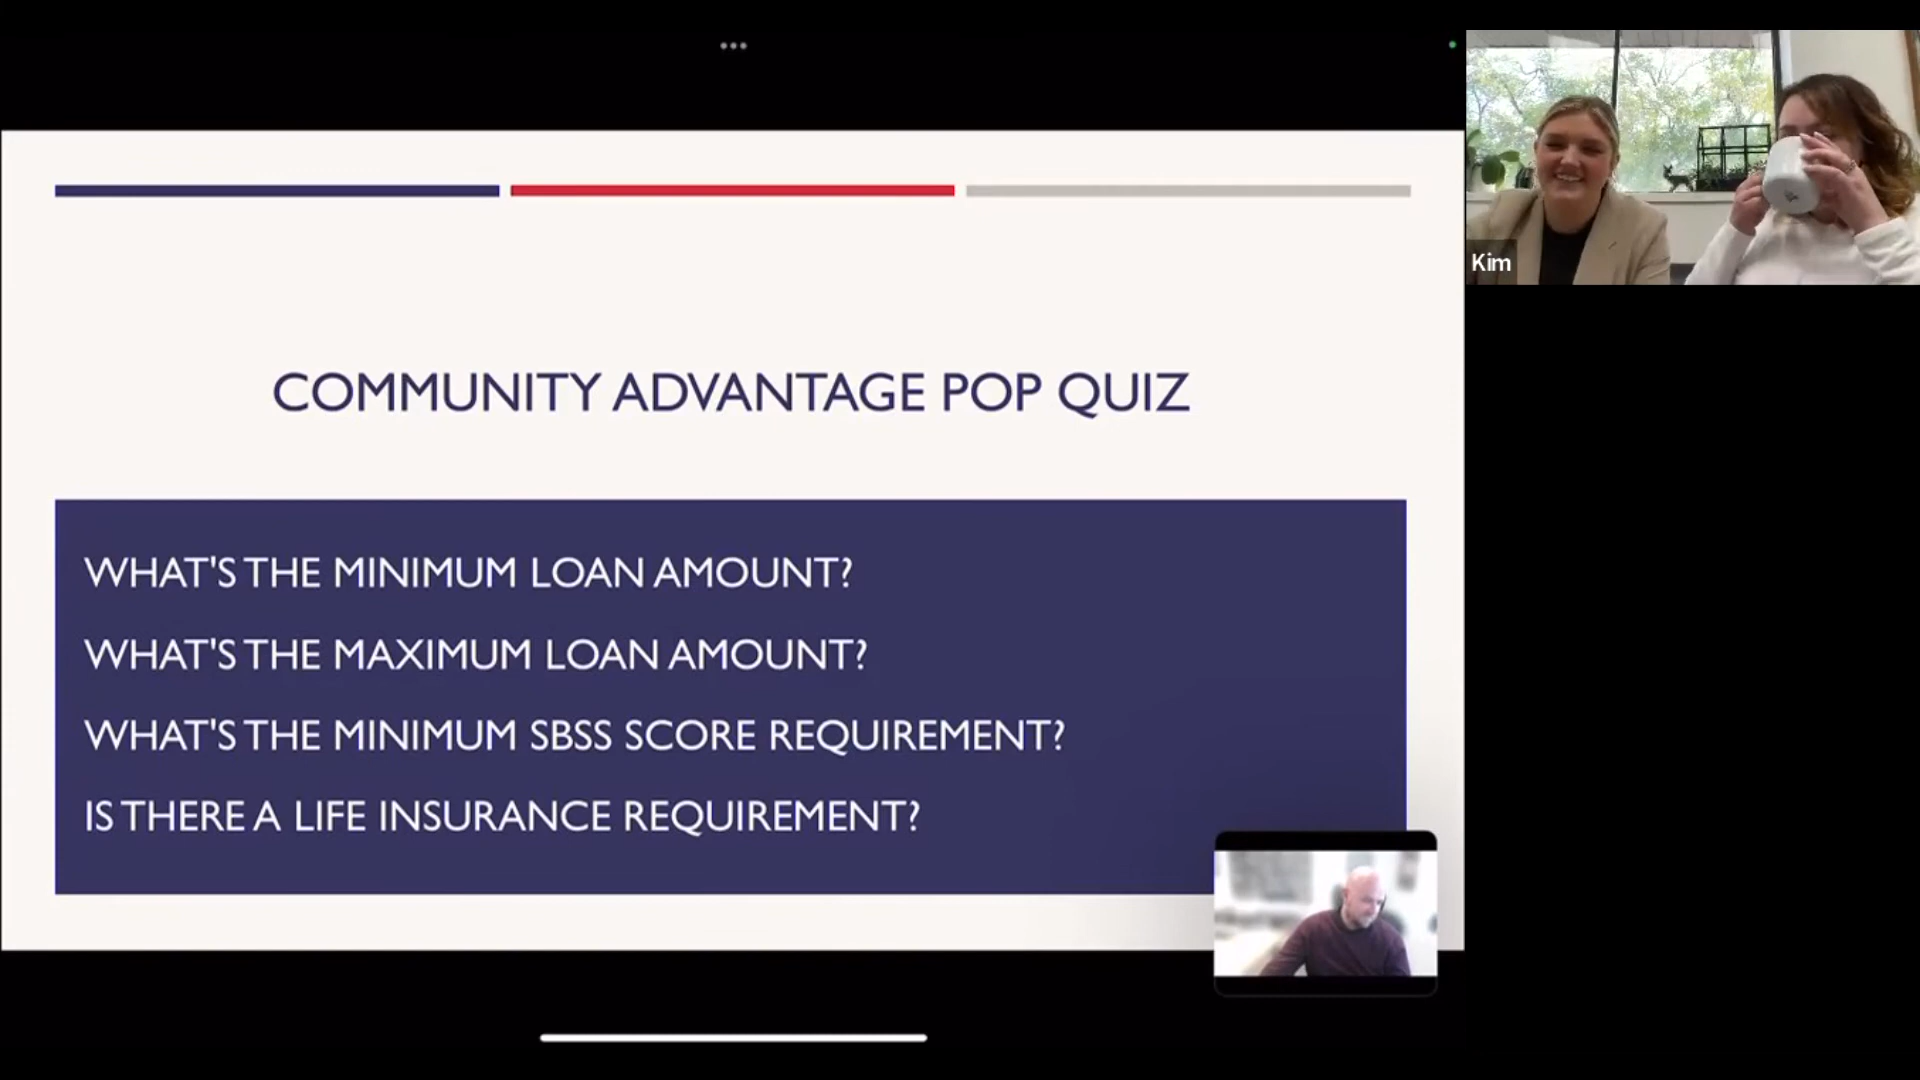 COMMUNITY ADVANTAGE POP QUIZ
WHAT'S THE MINIMUM LOAN AMOUNT?
WHAT'S THE MAXIMUM LOAN AMOUNT?
WHAT'S THE MINIMUM SBSS SCORE REQUIREMENT?
IS THERE A LIFE INSURANCE REQUIREMENT?
Kim